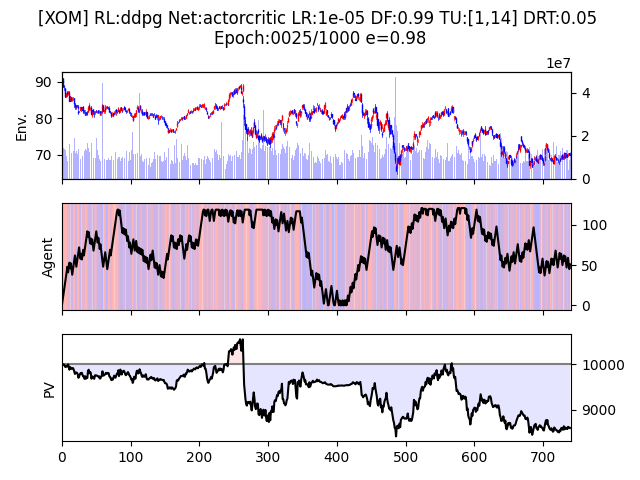 [XOM] RL:ddpg Net:actorcritic LR:1e-05 DF:0.99 TU:[1,14] DRT:0.05
Epoch:0025/1000 e=0.98
1e7
90
80
70
Env.
4
2
0
Agent
100
50
0
PV
10000
9000
0 100 200 300 400 500 600 700